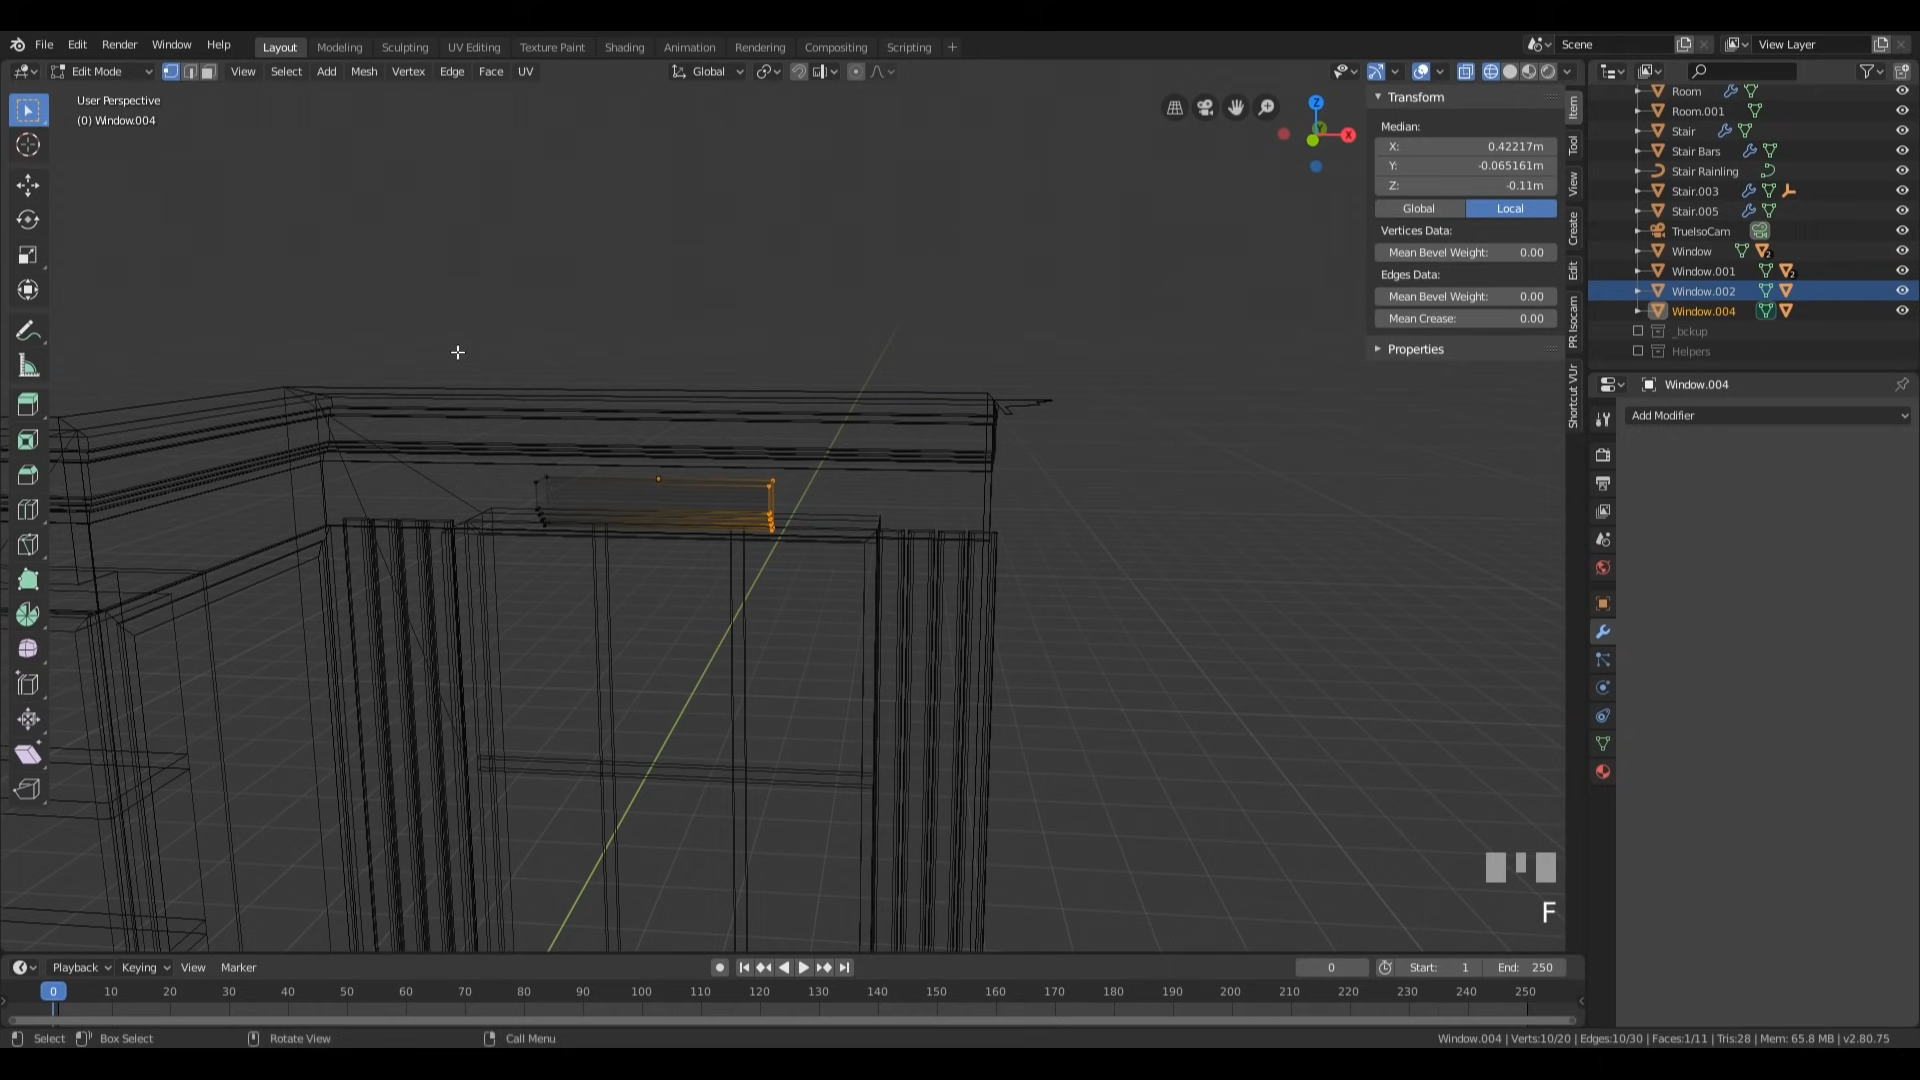 File Edit Render Window Help Layout Modeling Sculpting UV Editing Texture Paint Shading Animation Rendering Compositing Scripting + Scene View Layer
Edit Mode View Select Add Mesh Vertex Edge Face UV Global
User Perspective
(0) Window.004
Z
X
Transform
Median:
X: 0.42217m
Y: -0.065161m
Z: -0.11m
Global Local
Vertices Data:
Mean Bevel Weight: 0.00
Edges Data:
Mean Bevel Weight: 0.00
Mean Crease: 0.00
Properties
Item
Tool
View
Create
Edit
PR Isocam
Shortcut VUr
Room
Room.001
Stair
Stair Bars
Stair Rainling
Stair.003
Stair.005
TrueIsoCam
Window
2
Window.001
2
Window.002
Window.004
_bckup
Helpers
Window.004
Add Modifier
F
Playback Keying View Marker 0 Start: 1 End: 250
0 10 20 30 40 50 60 70 80 90 100 110 120 130 140 150 160 170 180 190 200 210 220 230 240 250
Select Box Select Rotate View Call Menu Window.004 | Verts:10/20 | Edges:10/30 | Faces:1/11 | Tris:28 | Mem: 65.8 MB | v2.80.75